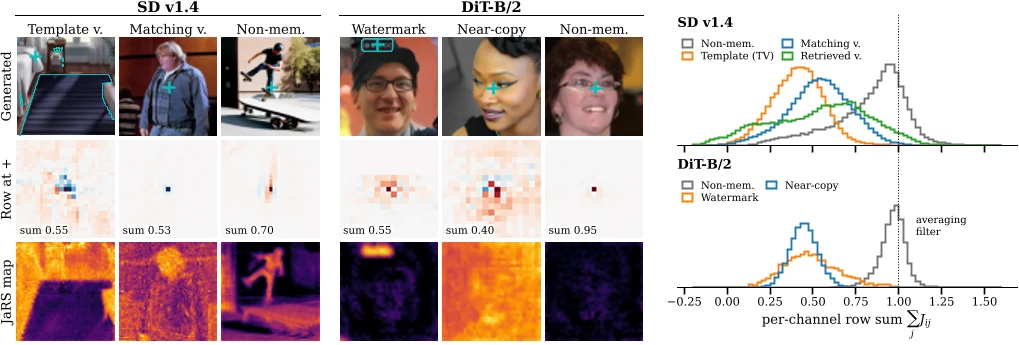 SD v1.4
DiT-B/2
Template v.
Matching v.
Non-mem.
Watermark
Near-copy
Non-mem.
Generated
Row at +
sum 0.55
sum 0.53
sum 0.70
sum 0.55
sum 0.40
sum 0.95
JaRS map
SD v1.4
Non-mem.
Template (TV)
Matching v.
Retrieved v.
DiT-B/2
Non-mem.
Watermark
Near-copy
averaging
filter
−0.25 0.00 0.25 0.50 0.75 1.00 1.25 1.50
per-channel row sum ∑_j J_ij